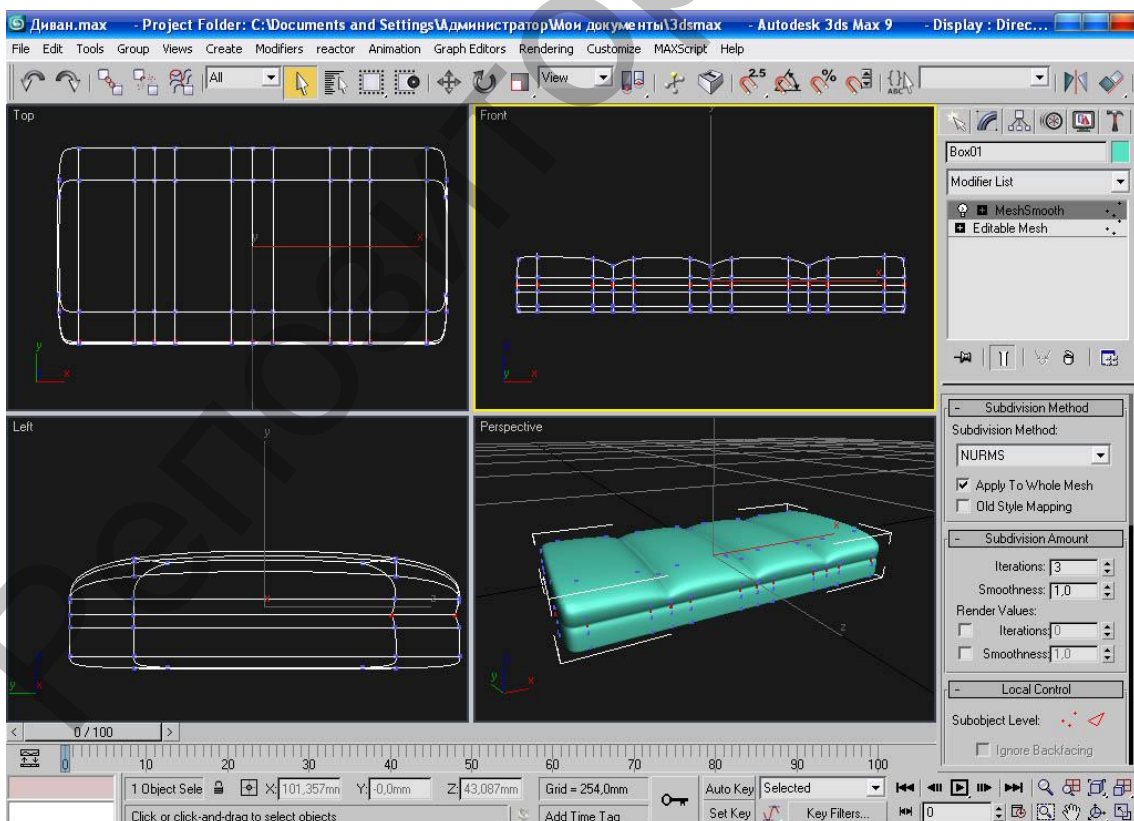 Диван.max - Project Folder: C:\Documents and Settings\Администратор\Мои документы\3dsmax - Autodesk 3ds Max 9 - Display : Direc...
File Edit Tools Group Views Create Modifiers reactor Animation Graph Editors Rendering Customize MAXScript Help
All View 2.5 % ABC
Top Front
Box01
Modifier List
MeshSmooth
Editable Mesh
y x
y x
y x y x
Left Perspective
Subdivision Method
Subdivision Method:
NURMS
Apply To Whole Mesh
Old Style Mapping
Subdivision Amount
Iterations: 3
Smoothness: 1,0
Render Values:
Iterations: 0
Smoothness: 1,0
Local Control
Subobject Level:
Ignore Backfacing
y
x z
x
z
y x y x
0 / 100
0 10 20 30 40 50 60 70 80 90 100
1 Object Sele X: 101,357mm Y: -0,0mm Z: 43,087mm Grid = 254,0mm Auto Key Selected
Click or click-and-drag to select objects Add Time Tag Set Key Key Filters... 0